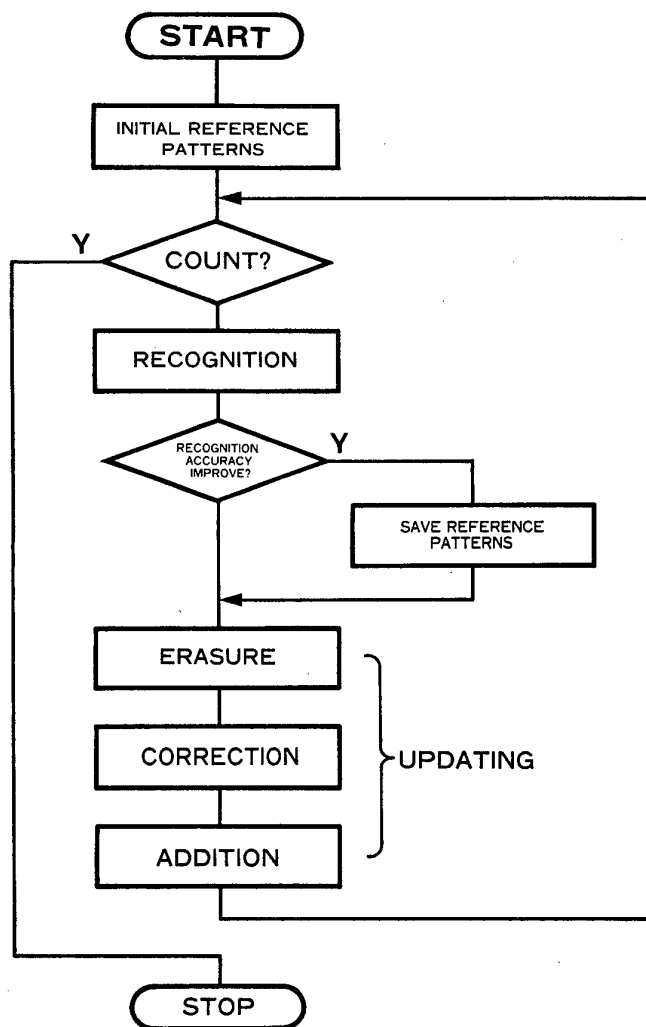 START
INITIAL REFERENCE
PATTERNS
Y
COUNT?
RECOGNITION
RECOGNITION
ACCURACY
IMPROVE?
Y
SAVE REFERENCE
PATTERNS
ERASURE
CORRECTION
UPDATING
ADDITION
STOP